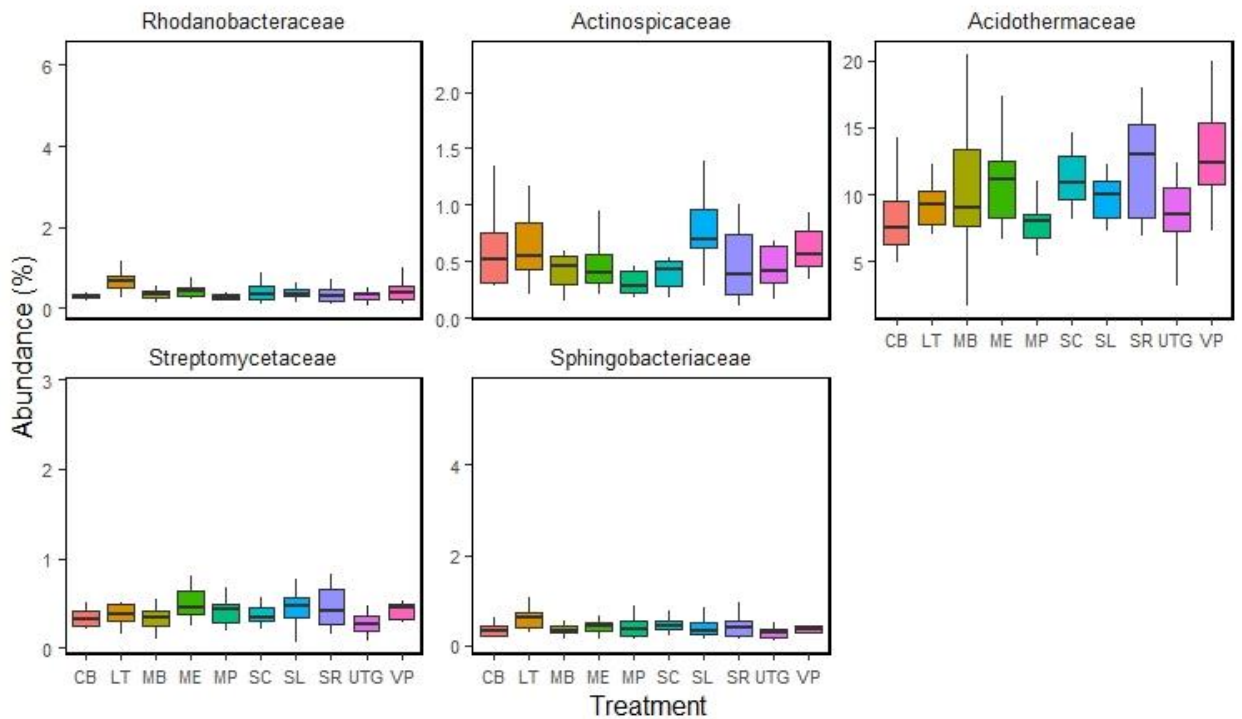 Rhodanobacteraceae
Actinospicaceae
Acidothermaceae
6
4
2
0
2.0
1.5
1.0
0.5
0.0
20
15
10
5
CB LT MB ME MP SC SL SR UTG VP
Abundance (%)
Streptomycetaceae
Sphingobacteriaceae
3
2
1
0
4
2
0
CB LT MB ME MP SC SL SR UTG VP
CB LT MB ME MP SC SL SR UTG VP
Treatment